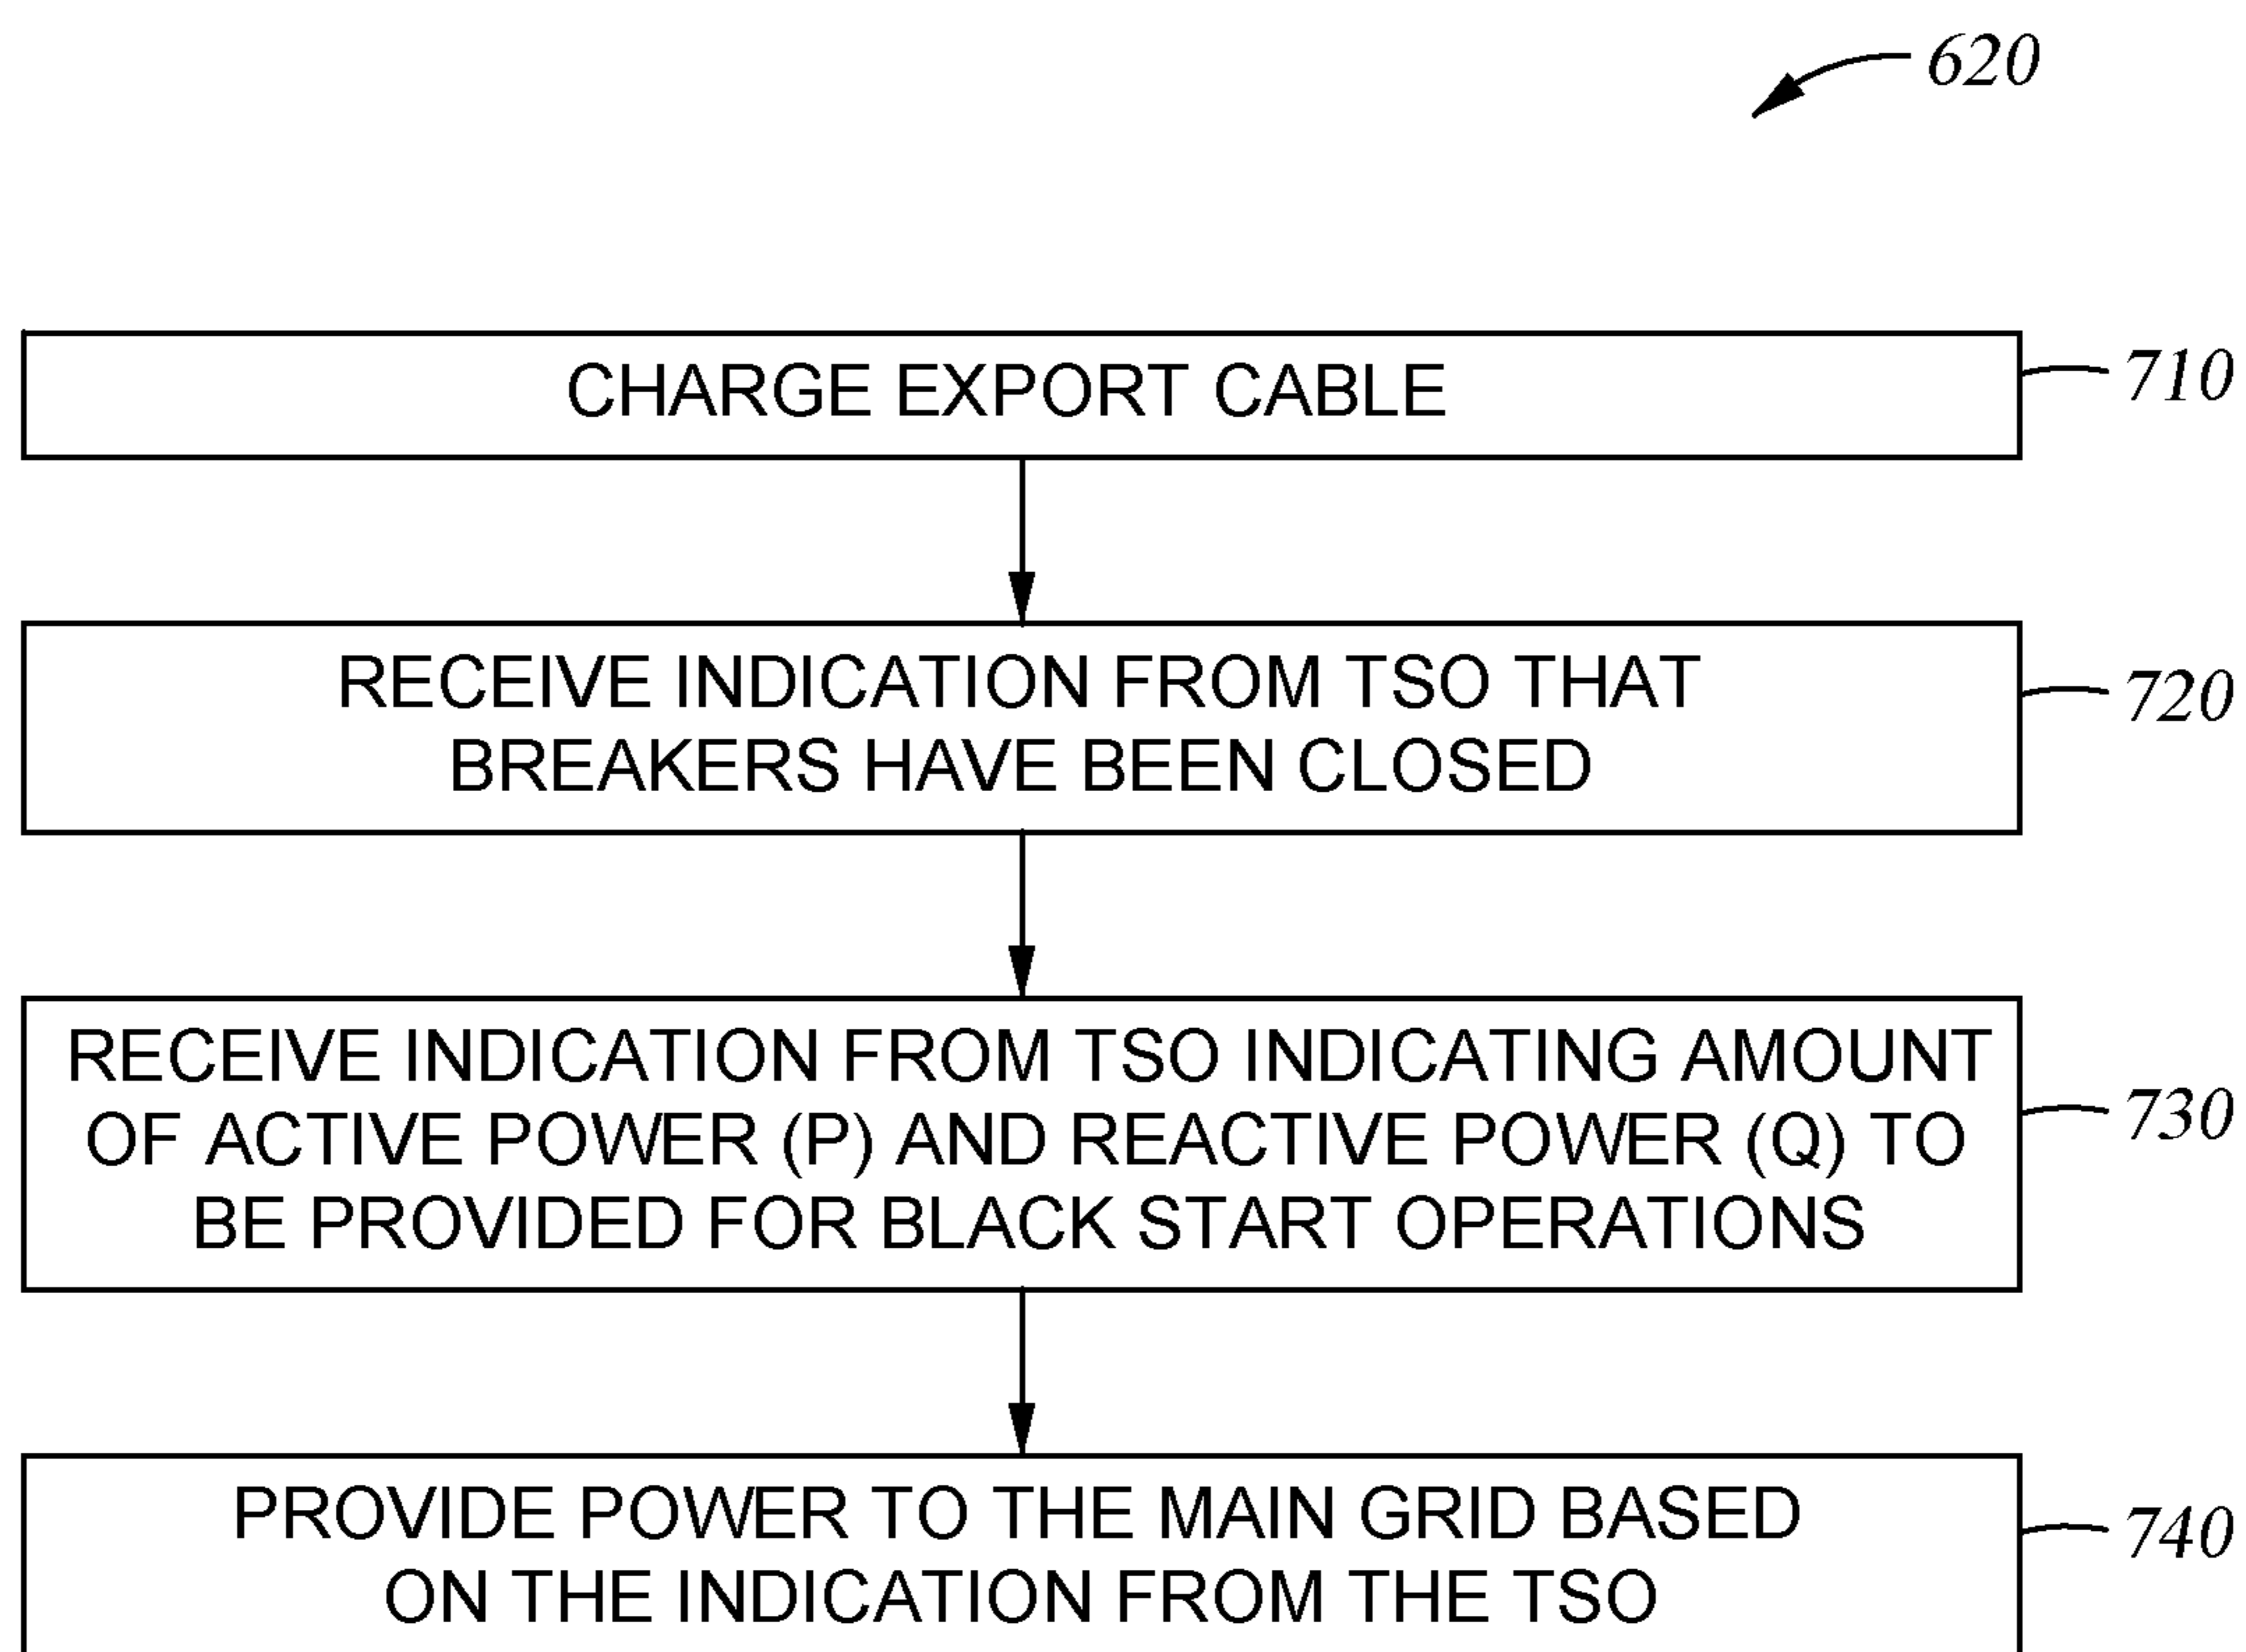 620
CHARGE EXPORT CABLE
710
RECEIVE INDICATION FROM TSO THAT
BREAKERS HAVE BEEN CLOSED
720
RECEIVE INDICATION FROM TSO INDICATING AMOUNT
OF ACTIVE POWER (P) AND REACTIVE POWER (Q) TO
BE PROVIDED FOR BLACK START OPERATIONS
730
PROVIDE POWER TO THE MAIN GRID BASED
ON THE INDICATION FROM THE TSO
740